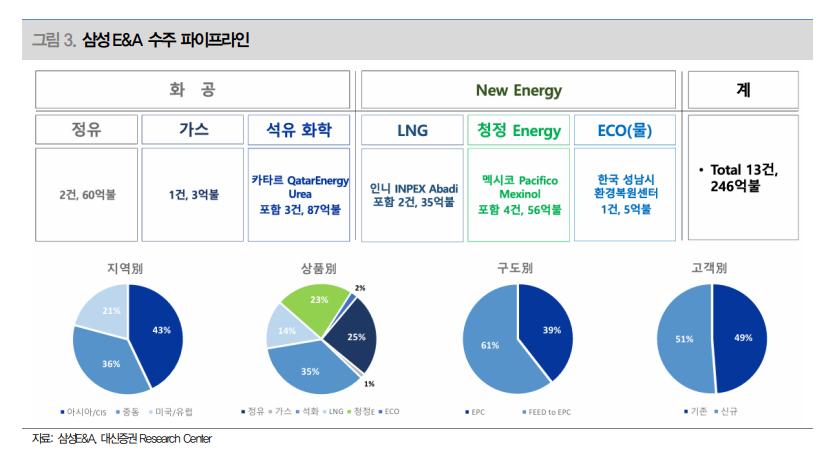 그림 3. 삼성 E&A 수주 파이프라인
화 공
New Energy
계
정유
가스
석유 화학
LNG
청정 Energy
ECO(물)
2건, 60억불
1건, 3억불
카타르 QatarEnergy
Urea
포함 3건, 87억불
인니 INPEX Abadi
포함 2건, 35억불
멕시코 Pacifico
Mexinol
포함 4건, 56억불
한국 성남시
환경복원센터
1건, 5억불
• Total 13건,
246억불
지역別
43%
36%
21%
아시아/CIS 중동 미국/유럽
상품別
2%
25%
1%
35%
14%
23%
정유 가스 석화 LNG 청정E ECO
구도別
39%
61%
EPC FEED to EPC
고객別
49%
51%
기존 신규
자료: 삼성E&A, 대신증권 Research Center